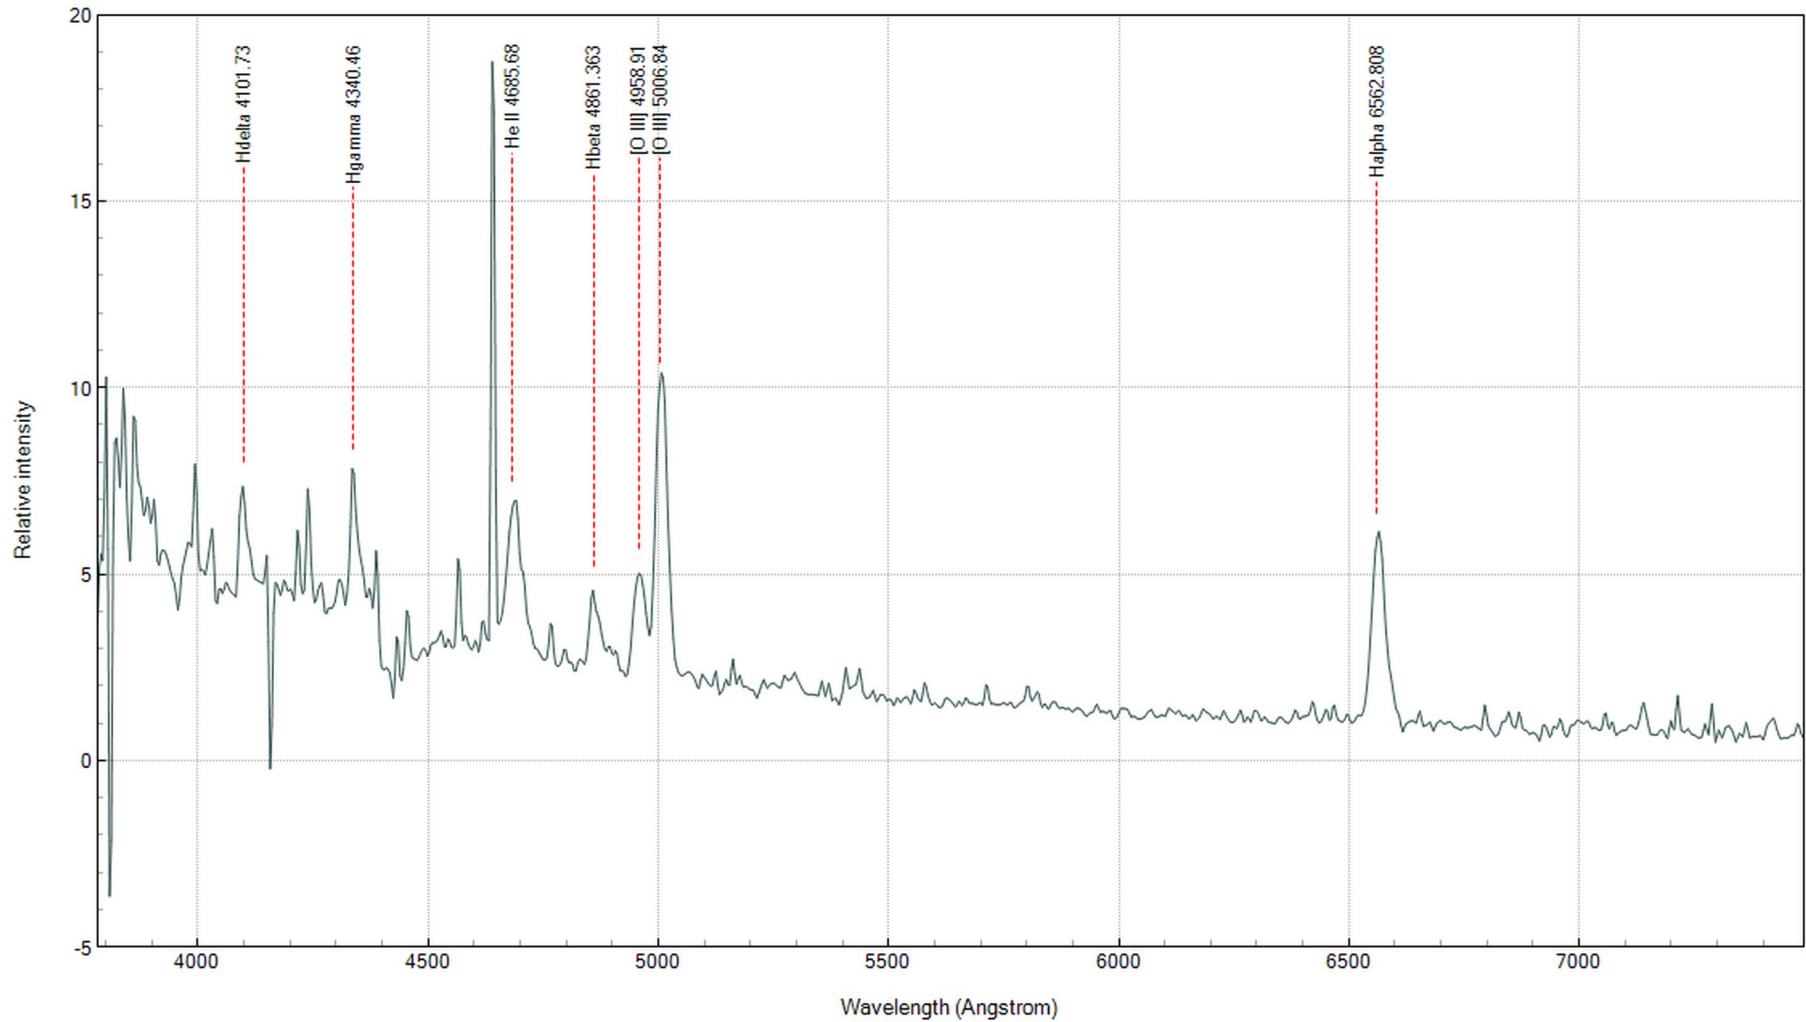 20
15
10
5
0
-5
Relative intensity
Hdelta 4101.73
Hgamma 4340.46
He II 4685.68
Hbeta 4861.363
[O III] 4958.91
[O III] 5006.84
Halpha 6562.808
4000
4500
5000
5500
6000
6500
7000
Wavelength (Angstrom)